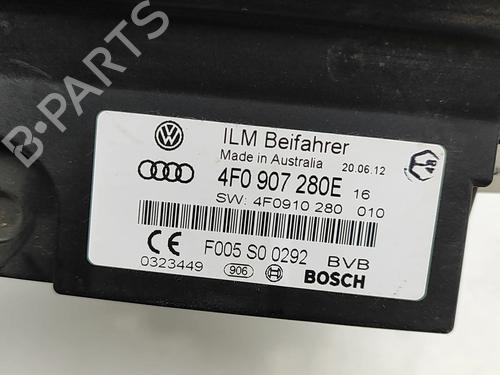 B-PARTS
ILM Beifahrer
Made in Australia 20.06.12
4F0 907 280E 16
SW: 4F0910 280 010
CE F005 S0 0292 BVB
0323449 906 BOSCH